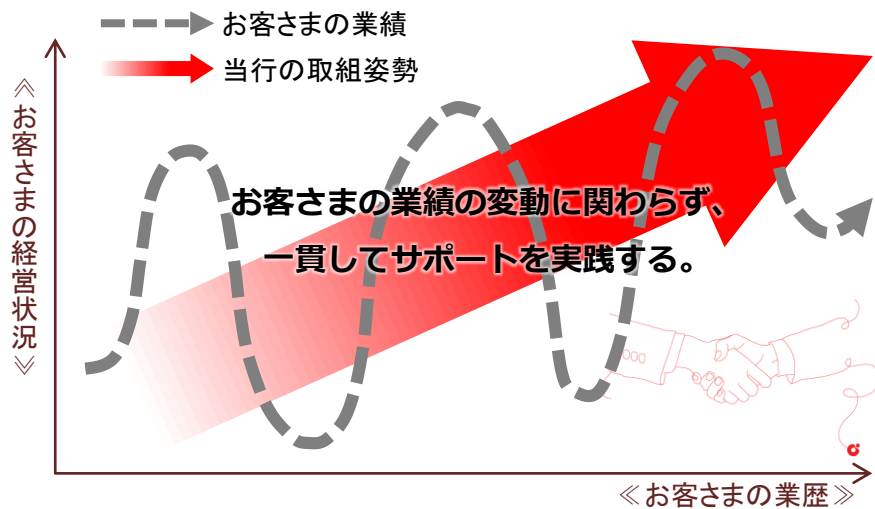 お客さまの業績
当行の取組姿勢
≪お客さまの経営状況≫
お客さまの業績の変動に関わらず、
一貫してサポートを実践する。
≪お客さまの業歴≫